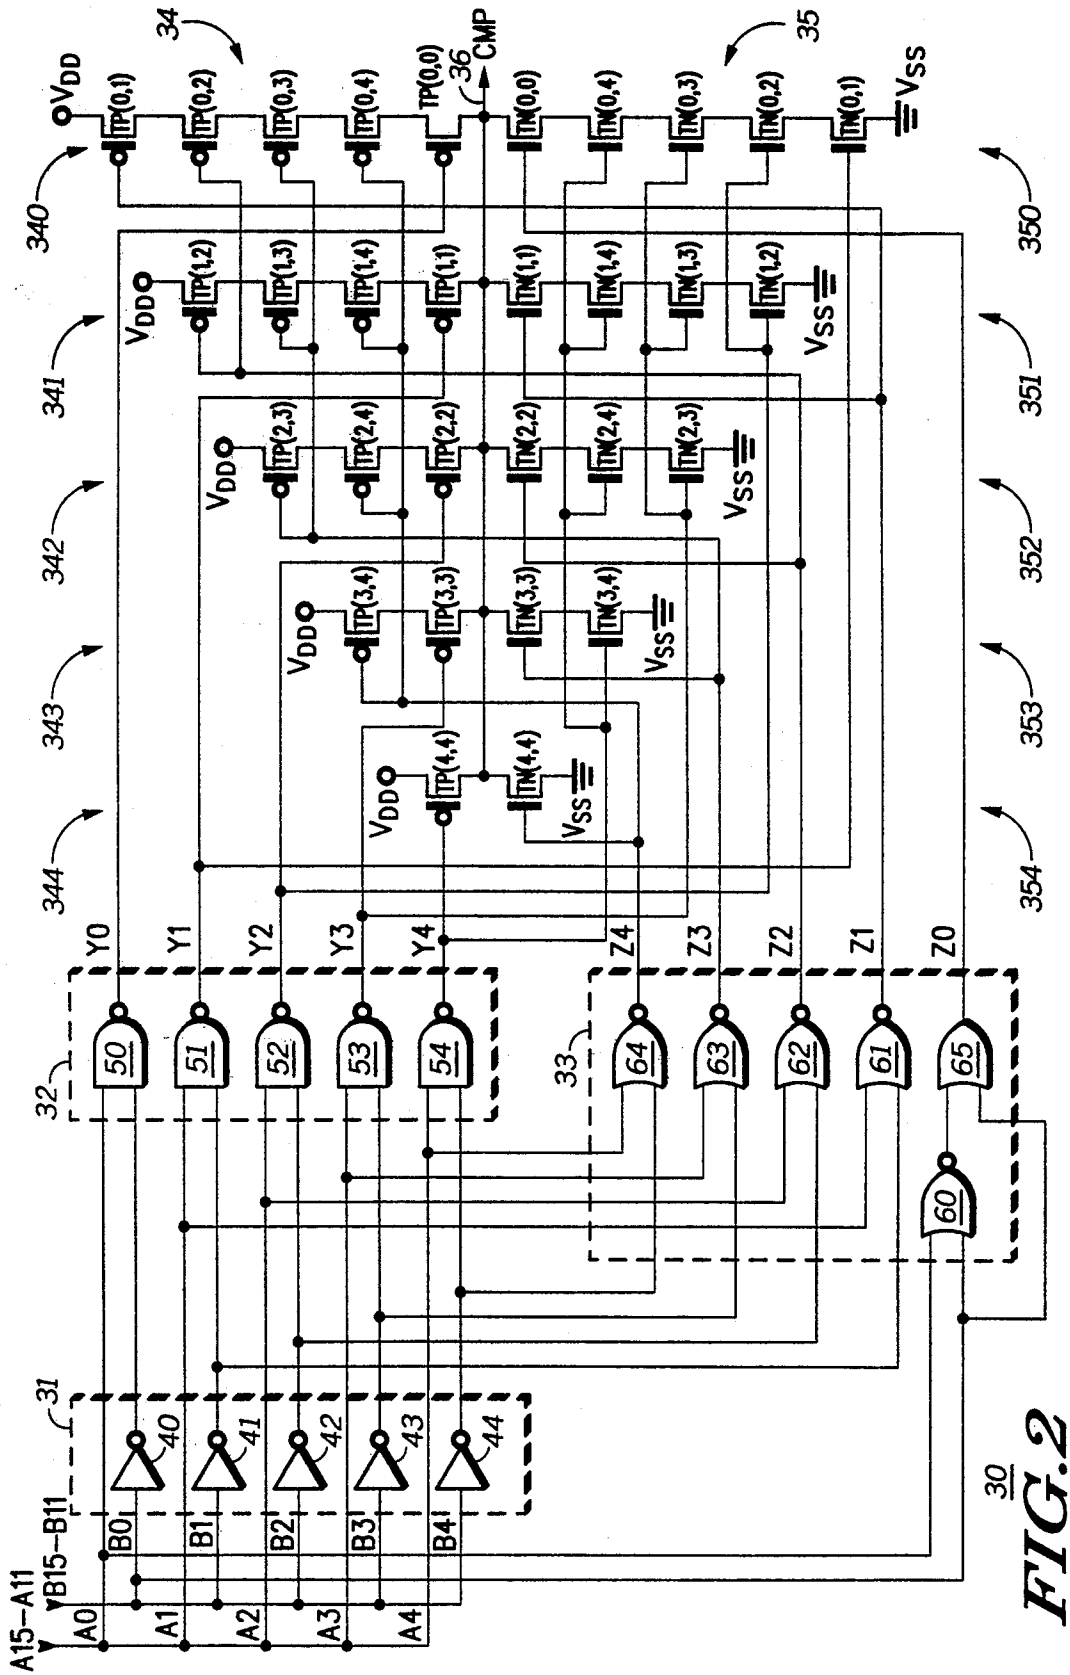 A15–A11
B15–B11
A0
B0
A1
B1
A2
B2
A3
B3
A4
B4
31
40
41
42
43
44
32
50
51
52
53
54
33
64
63
62
61
60
65
Y0
Y1
Y2
Y3
Y4
Z4
Z3
Z2
Z1
Z0
344
343
342
341
340
34
354
353
352
351
350
35
VDD
TP(4,4)
TN(4,4)
VSS
VDD
TP(3,4)
TP(3,3)
TN(3,3)
TN(3,4)
VSS
VDD
TP(2,3)
TP(2,4)
TP(2,2)
TN(2,2)
TN(2,4)
TN(2,3)
VSS
VDD
TP(1,2)
TP(1,3)
TP(1,4)
TP(1,1)
TN(1,1)
TN(1,4)
TN(1,3)
TN(1,2)
VSS
VDD
TP(0,1)
TP(0,2)
TP(0,3)
TP(0,4)
TP(0,0)
36
CMP
TN(0,0)
TN(0,4)
TN(0,3)
TN(0,2)
TN(0,1)
VSS
30
FIG.2